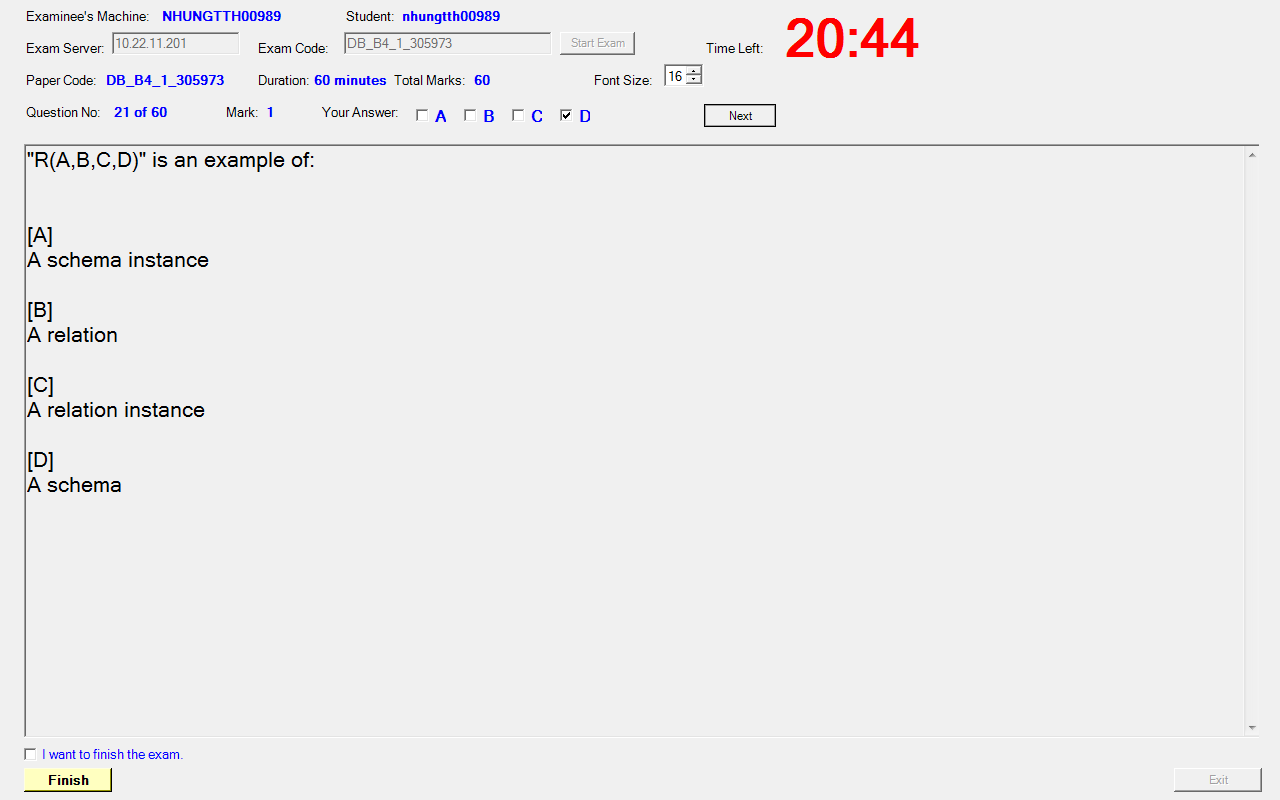 Examinee's Machine: NHUNGTTH00989 Student: nhungtth00989
Exam Server: 10.22.11.201 Exam Code: DB_B4_1_305973 Start Exam Time Left: 20:44
Paper Code: DB_B4_1_305973 Duration: 60 minutes Total Marks: 60 Font Size: 16
Question No: 21 of 60 Mark: 1 Your Answer: A B C D Next
"R(A,B,C,D)" is an example of:
[A]
A schema instance
[B]
A relation
[C]
A relation instance
[D]
A schema
I want to finish the exam.
Finish Exit